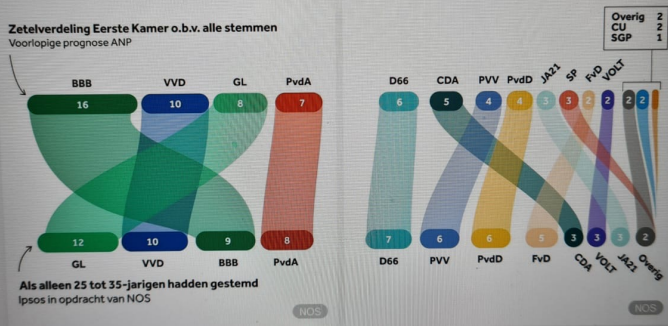 Zetelverdeling Eerste Kamer o.b.v. alle stemmen
Voorlopige prognose ANP
BBB VVD GL PvdA
16 10 8 7
12 10 9 8
GL VVD BBB PvdA
Als alleen 25 tot 35-jarigen hadden gestemd
Ipsos in opdracht van NOS
NOS
Overig 2
CU 2
SGP 1
D66 CDA PVV PvdD JA21 SP FvD VOLT
6 5 4 4 3 3 2 2 2 2
7 6 6 5 3 3 3 2
D66 PVV PvdD FvD CDA VOLT JA21 Overig
NOS